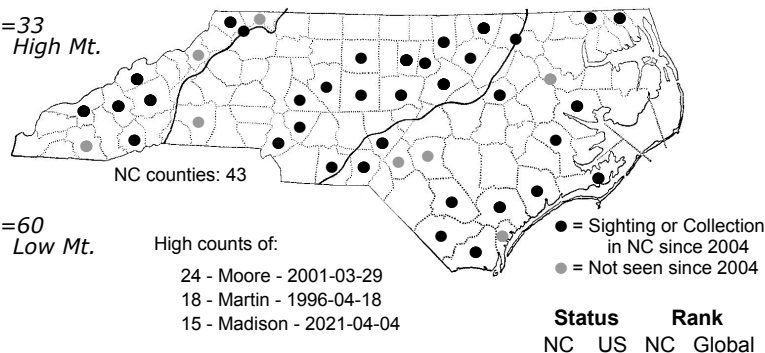 =33
High Mt.
NC counties: 43
=60
Low Mt.
High counts of:
24 - Moore - 2001-03-29
18 - Martin - 1996-04-18
15 - Madison - 2021-04-04
= Sighting or Collection
in NC since 2004
= Not seen since 2004
Status Rank
NC US NC Global